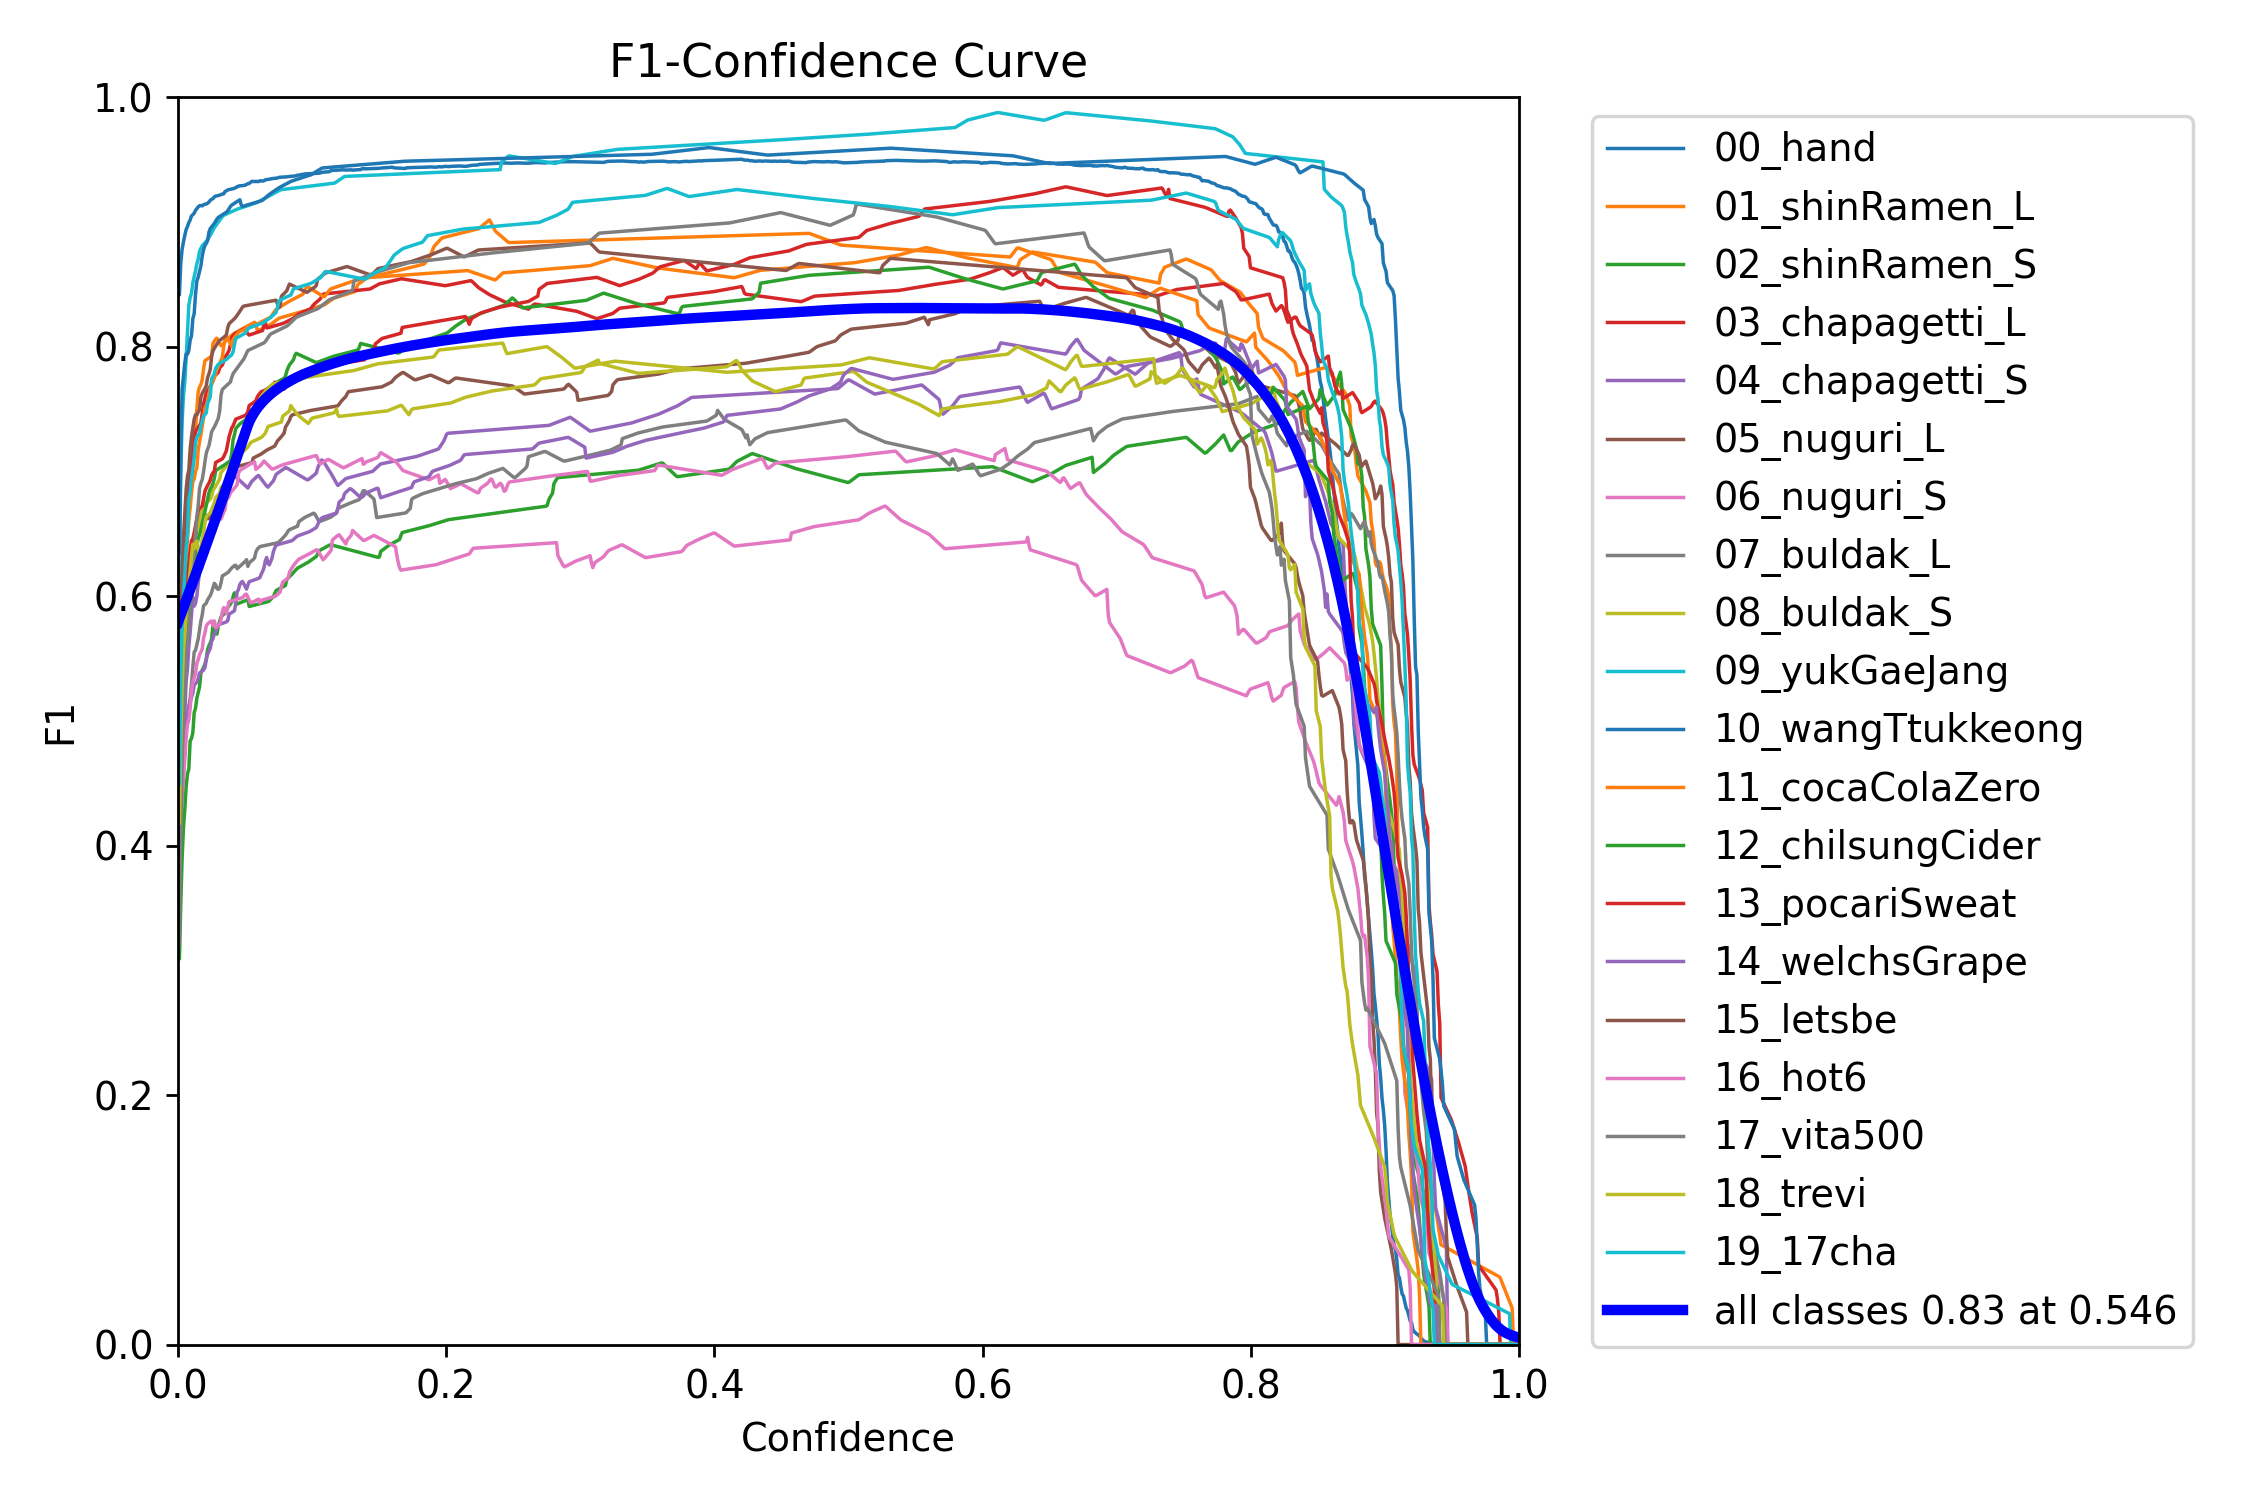 F1-Confidence Curve
1.0
0.8
0.6
0.4
0.2
0.0
F1
0.0 0.2 0.4 0.6 0.8 1.0
Confidence
00_hand
01_shinRamen_L
02_shinRamen_S
03_chapagetti_L
04_chapagetti_S
05_nuguri_L
06_nuguri_S
07_buldak_L
08_buldak_S
09_yukGaeJang
10_wangTtukkeong
11_cocaColaZero
12_chilsungCider
13_pocariSweat
14_welchsGrape
15_letsbe
16_hot6
17_vita500
18_trevi
19_17cha
all classes 0.83 at 0.546